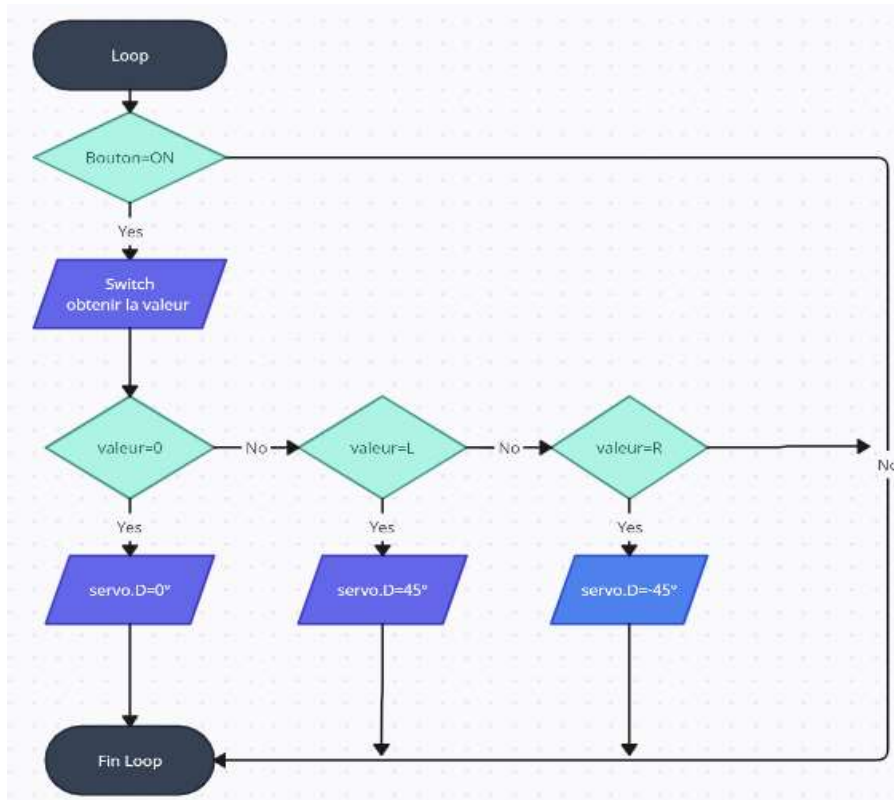 Loop
Bouton=ON
Yes
Switch
obtenir la valeur
valeur=0
No
valeur=L
No
valeur=R
No
Yes
Yes
Yes
servo.D=0°
servo.D=45°
servo.D=-45°
Fin Loop